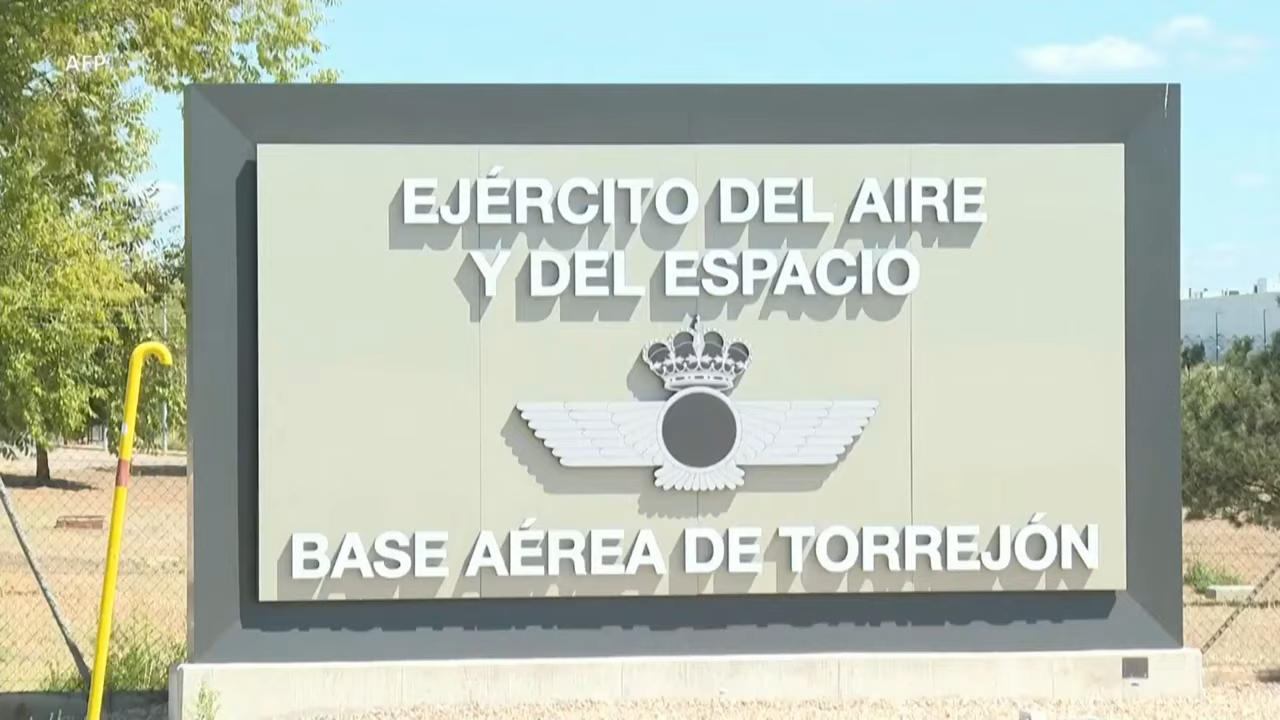 AFP
EJÉRCITO DEL AIRE
Y DEL ESPACIO
BASE AÉREA DE TORREJÓN